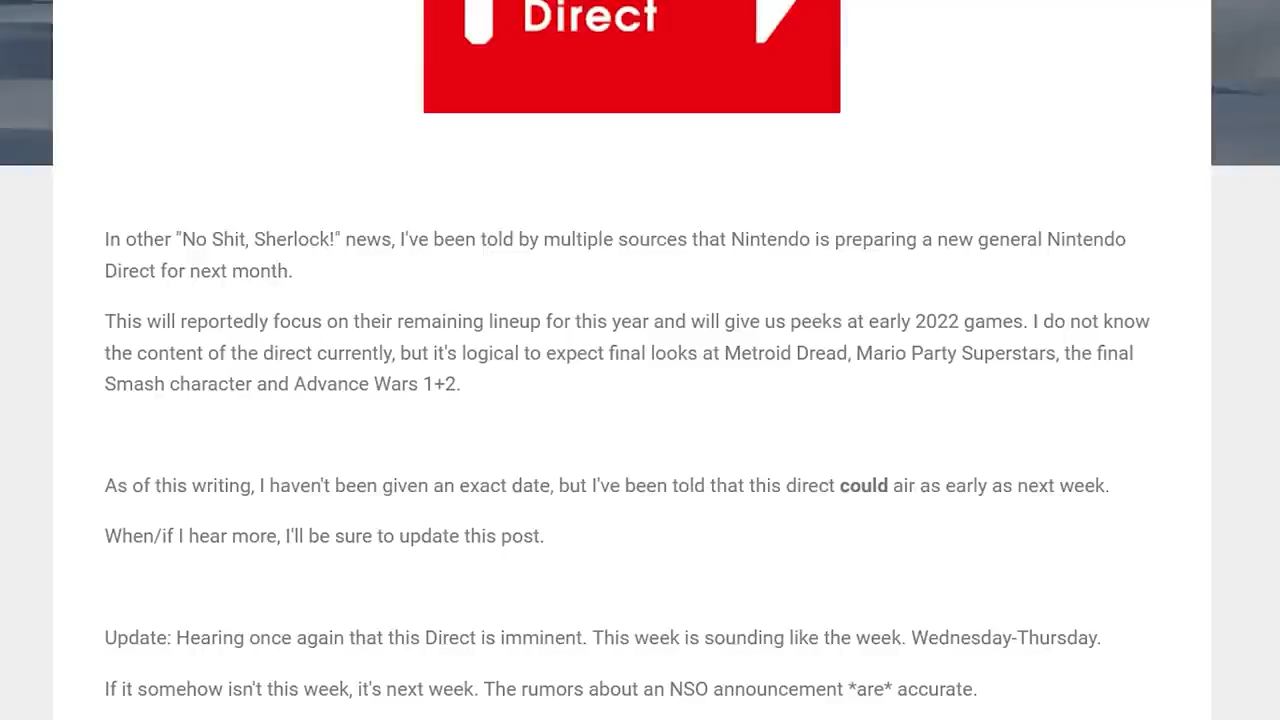 Direct
In other "No Shit, Sherlock!" news, I've been told by multiple sources that Nintendo is preparing a new general Nintendo
Direct for next month.
This will reportedly focus on their remaining lineup for this year and will give us peeks at early 2022 games. I do not know
the content of the direct currently, but it's logical to expect final looks at Metroid Dread, Mario Party Superstars, the final
Smash character and Advance Wars 1+2.
As of this writing, I haven't been given an exact date, but I've been told that this direct could air as early as next week.
When/if I hear more, I'll be sure to update this post.
Update: Hearing once again that this Direct is imminent. This week is sounding like the week. Wednesday-Thursday.
If it somehow isn't this week, it's next week. The rumors about an NSO announcement *are* accurate.